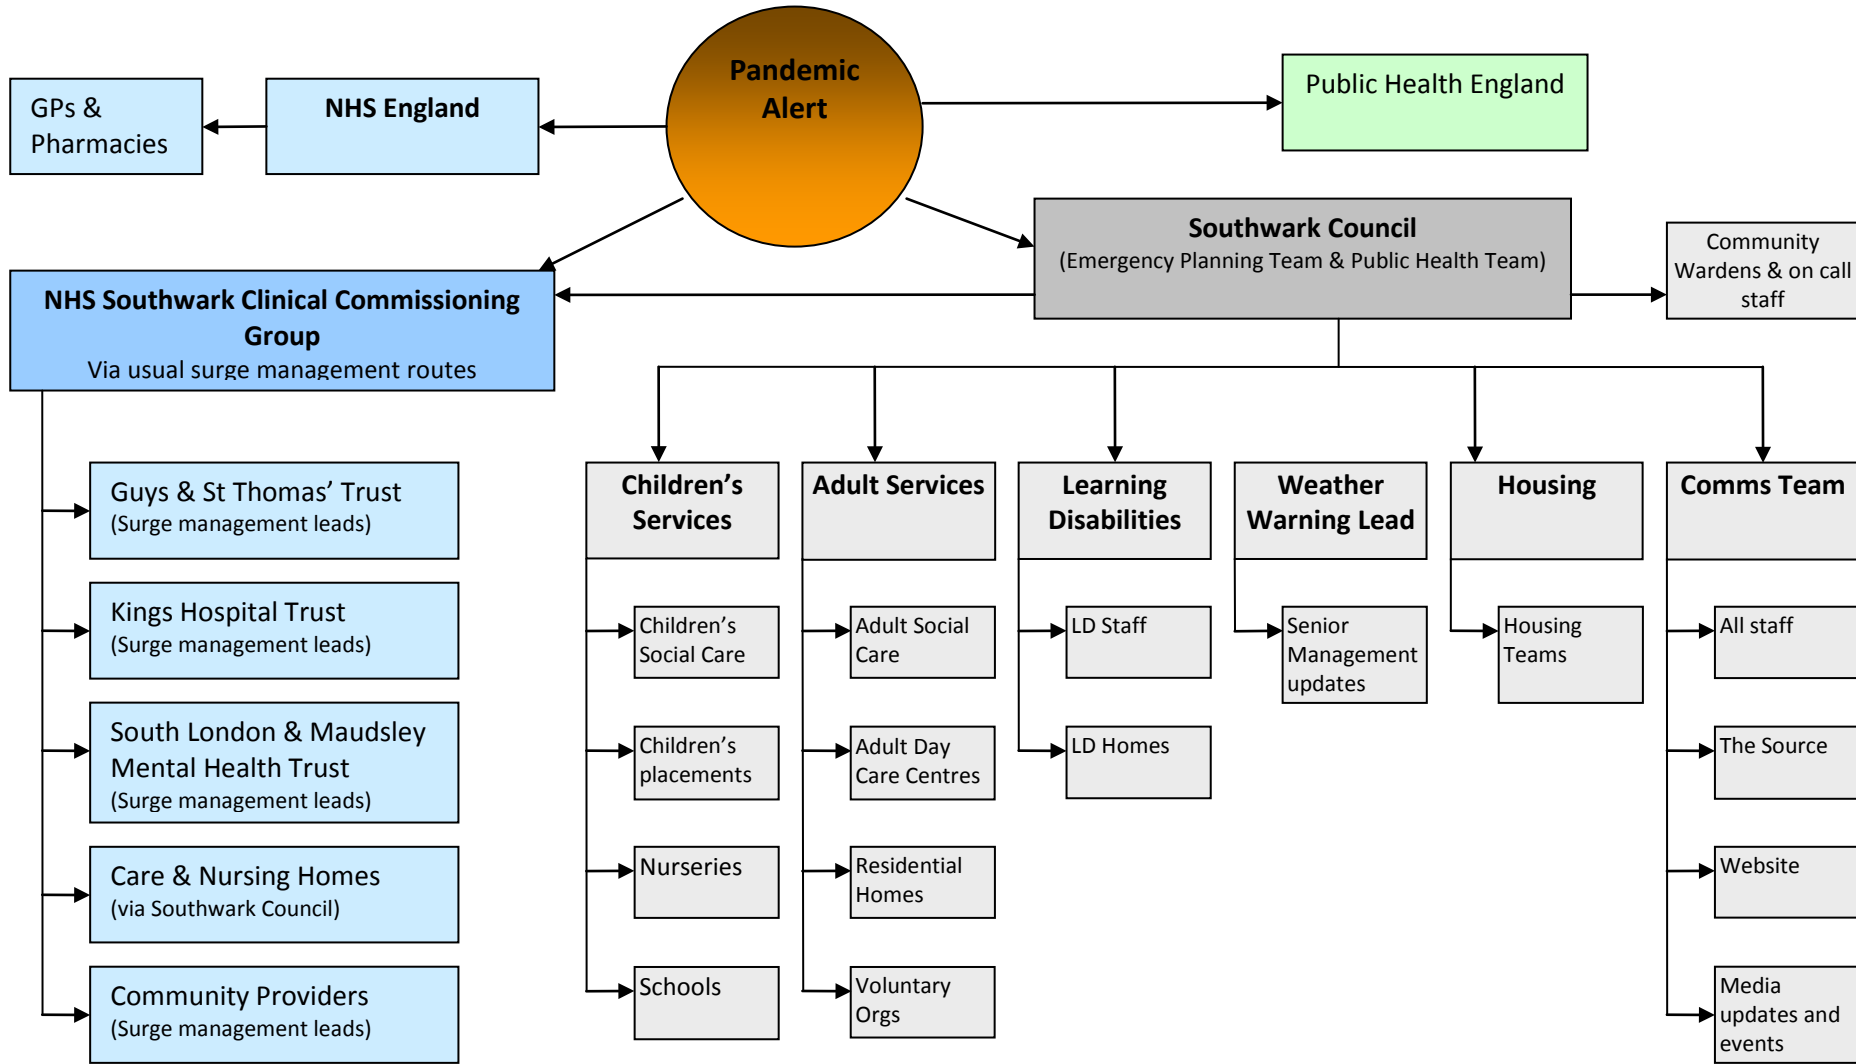 Pandemic
Alert
Public Health England
GPs &
Pharmacies
NHS England
Southwark Council
(Emergency Planning Team & Public Health Team)
Community
Wardens & on call
staff
NHS Southwark Clinical Commissioning
Group
Via usual surge management routes
Guys & St Thomas’ Trust
(Surge management leads)
Kings Hospital Trust
(Surge management leads)
South London & Maudsley
Mental Health Trust
(Surge management leads)
Care & Nursing Homes
(via Southwark Council)
Community Providers
(Surge management leads)
Children’s
Services
Children’s
Social Care
Children’s
placements
Nurseries
Schools
Adult Services
Adult Social
Care
Adult Day
Care Centres
Residential
Homes
Voluntary
Orgs
Learning
Disabilities
LD Staff
LD Homes
Weather
Warning Lead
Senior
Management
updates
Housing
Housing
Teams
Comms Team
All staff
The Source
Website
Media
updates and
events